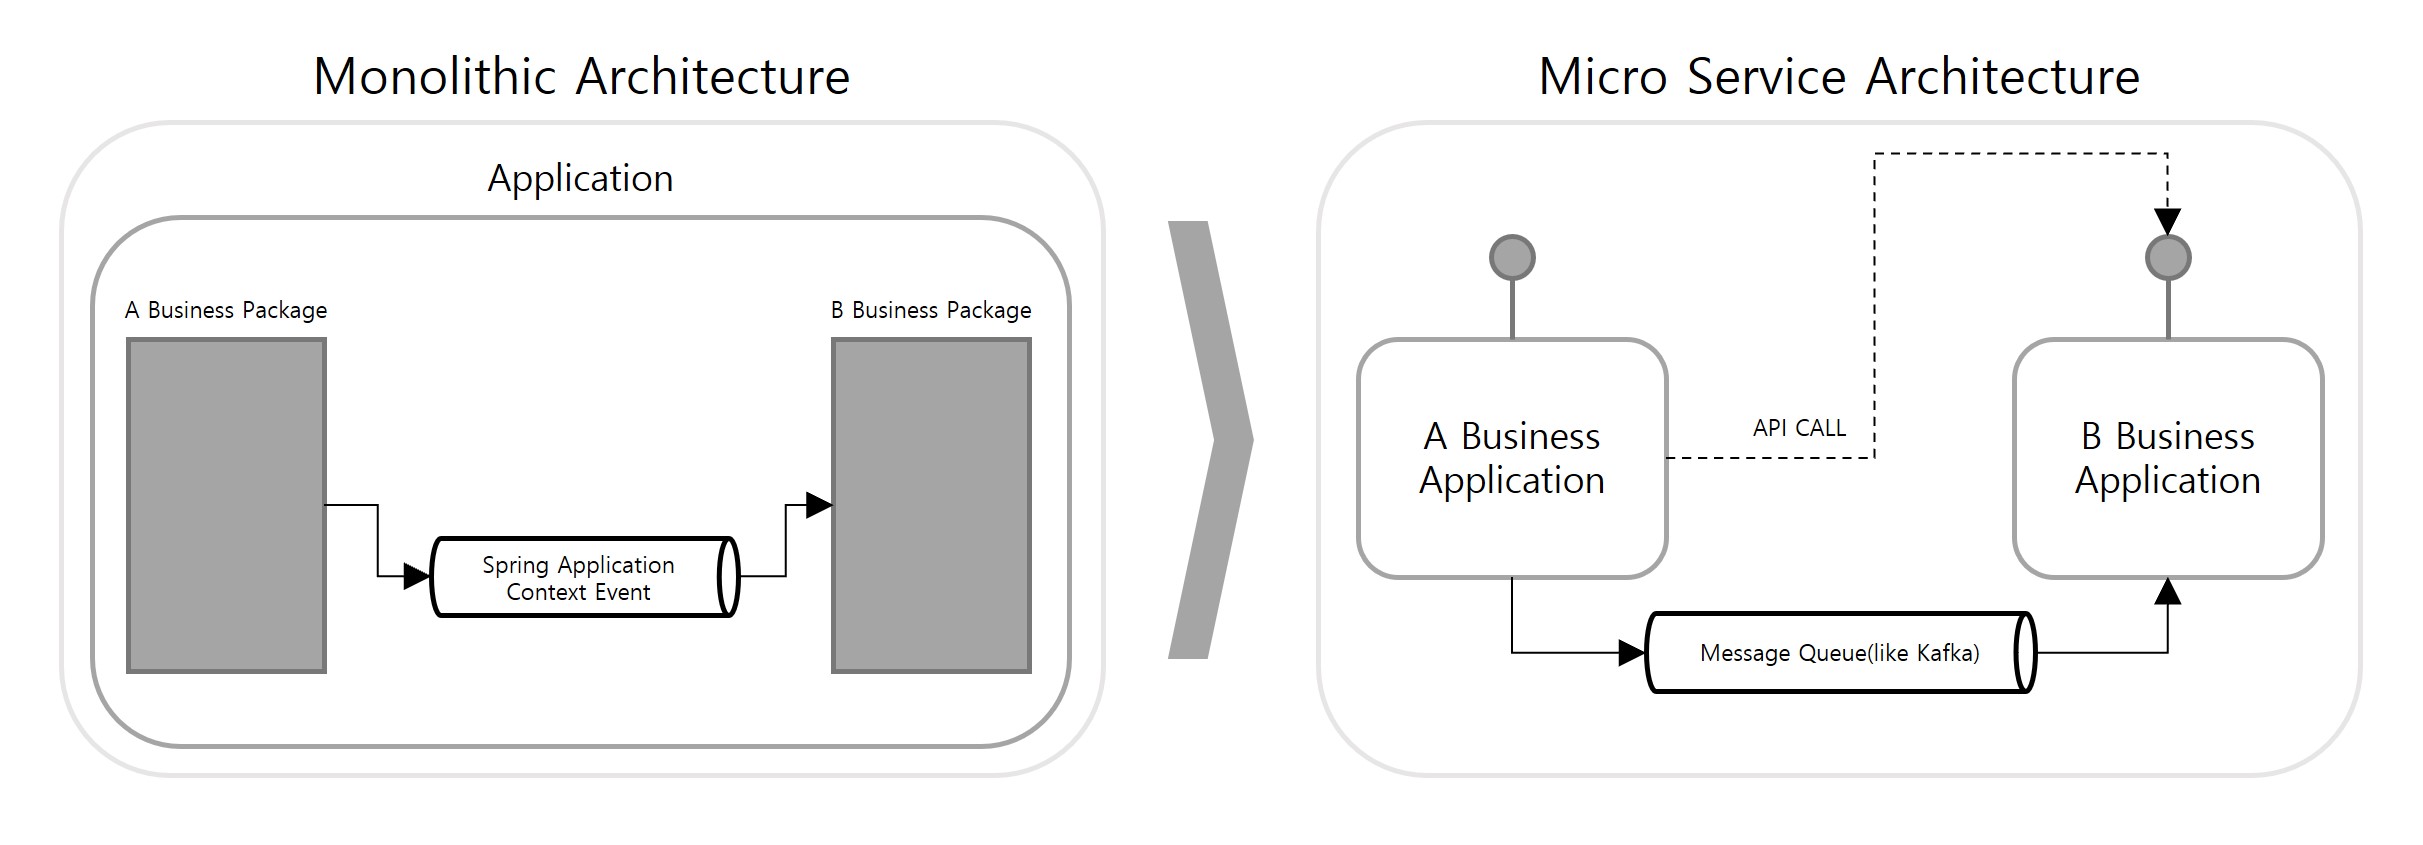 Monolithic Architecture
Application
A Business Package
B Business Package
Spring Application
Context Event
Micro Service Architecture
A Business
Application
API CALL
B Business
Application
Message Queue(like Kafka)